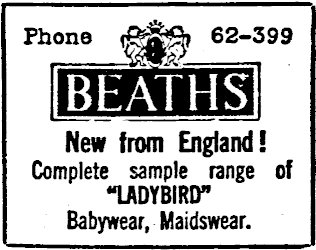 Phone 62-399
BEATHS
New from England!
Complete sample range of
"LADYBIRD"
Babywear, Maidswear.